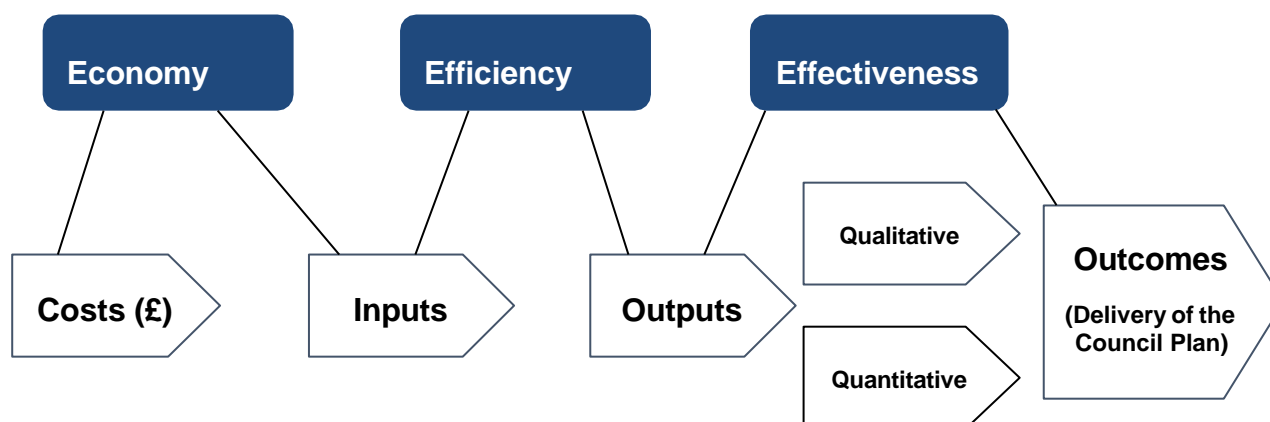 Economy
Efficiency
Effectiveness
Costs (£)
Inputs
Outputs
Qualitative
Quantitative
Outcomes
(Delivery of the
Council Plan)